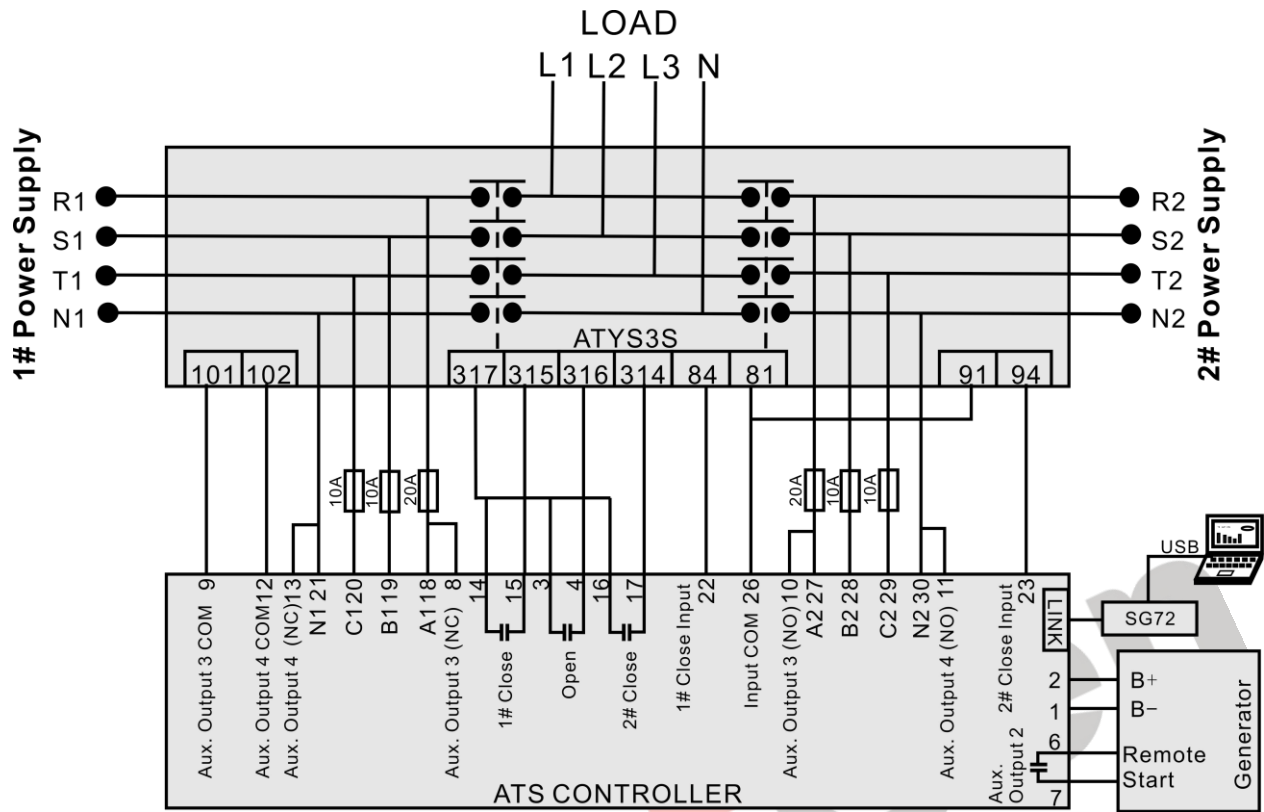 LOAD
L1 L2 L3 N
1# Power Supply
R1
S1
T1
N1
2# Power Supply
R2
S2
T2
N2
ATYS3S
101 102 317 315 316 314 84 81 91 94
10A 10A 20A 20A 10A 10A
9 Aux. Output 3 COM
12 Aux. Output 4 COM
13 Aux. Output 4 (NC)
N1 21
C1 20
B1 19
A1 18
8 Aux. Output 3 (NC)
14
15
1# Close
3
4
Open
16
17
2# Close
22
1# Close Input
Input COM 26
Aux. Output 3 (NO) 10
A2 27
B2 28
C2 29
N2 30
Aux. Output 4 (NO) 11
2# Close Input
23
LINK
USB
SG72
2 B+
1 B-
6 Remote
7 Start
Aux. Output 2
Generator
ATS CONTROLLER